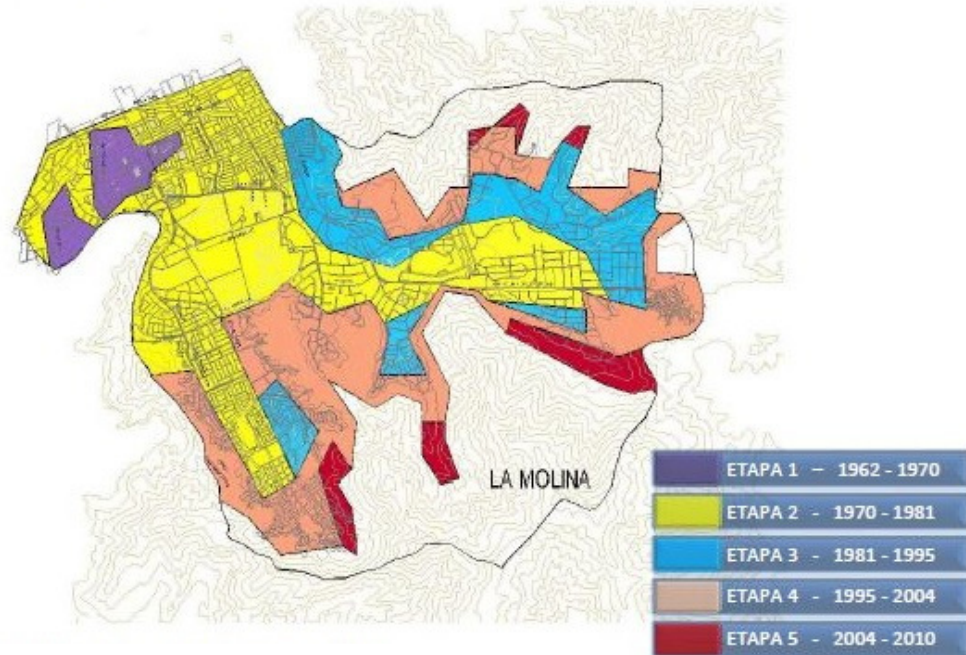 LA MOLINA
ETAPA 1 – 1962 - 1970
ETAPA 2 - 1970 - 1981
ETAPA 3 - 1981 - 1995
ETAPA 4 - 1995 - 2004
ETAPA 5 - 2004 - 2010